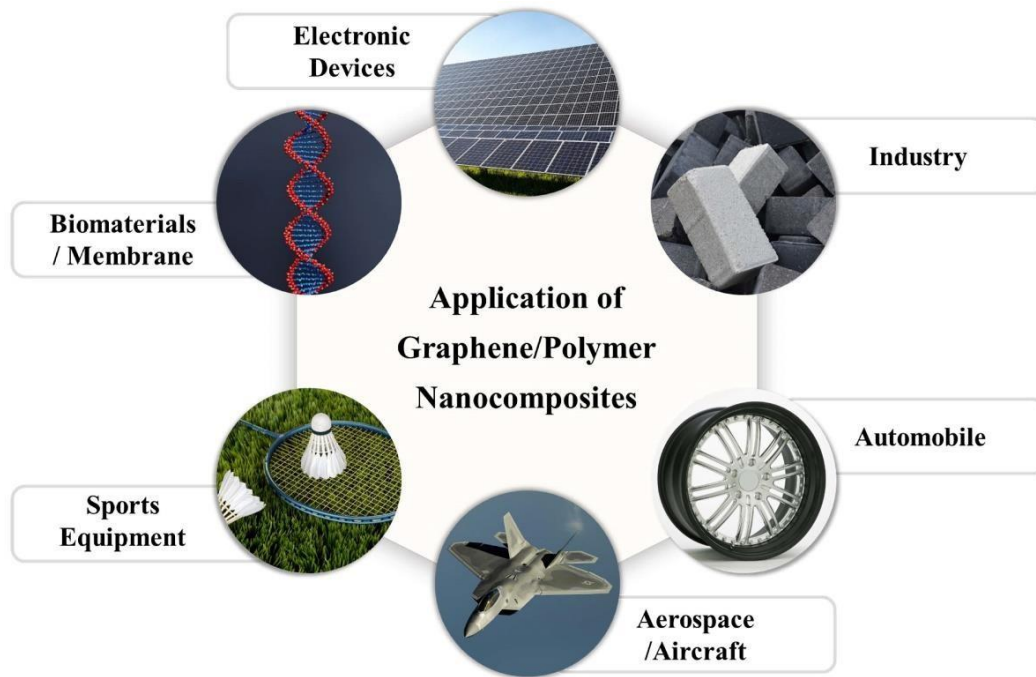 Electronic
Devices
Industry
Biomaterials
/ Membrane
Application of
Graphene/Polymer
Nanocomposites
Automobile
Sports
Equipment
Aerospace
/Aircraft